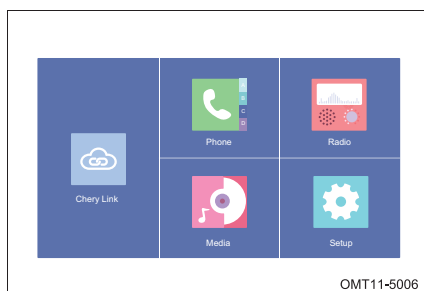 A
B
C
D
Phone
Radio
Chery Link
Media
Setup
OMT11-5006